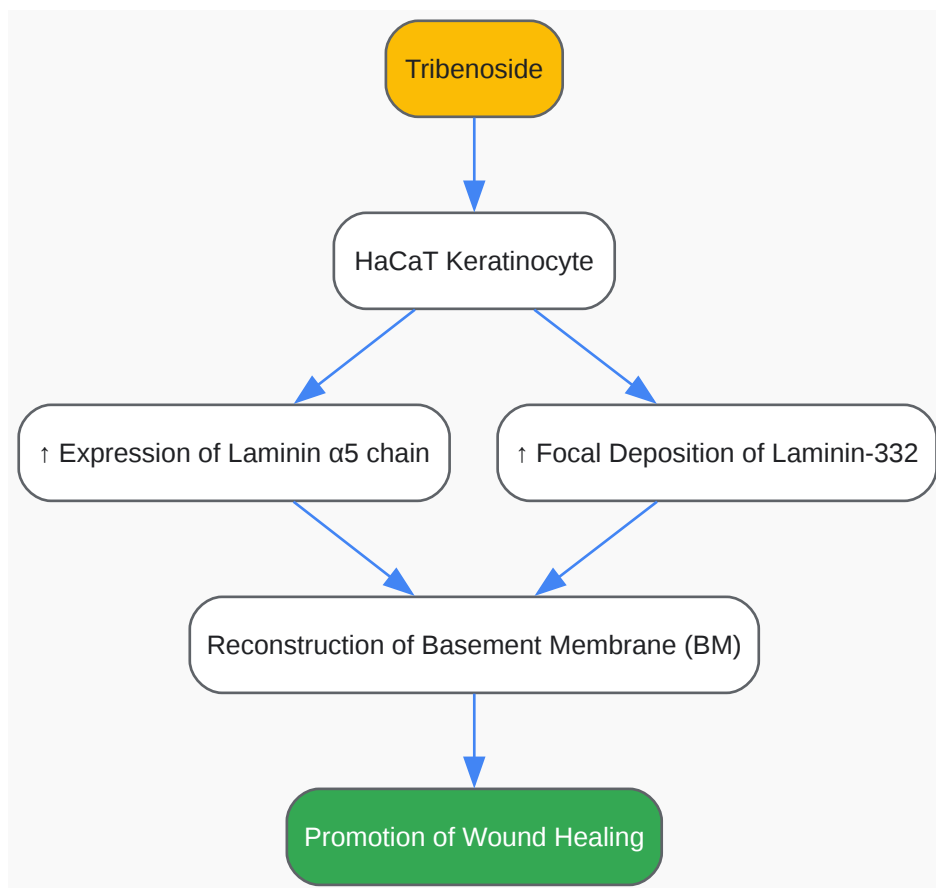 Tribenoside
HaCaT Keratinocyte
↑ Expression of Laminin α5 chain
↑ Focal Deposition of Laminin-332
Reconstruction of Basement Membrane (BM)
Promotion of Wound Healing